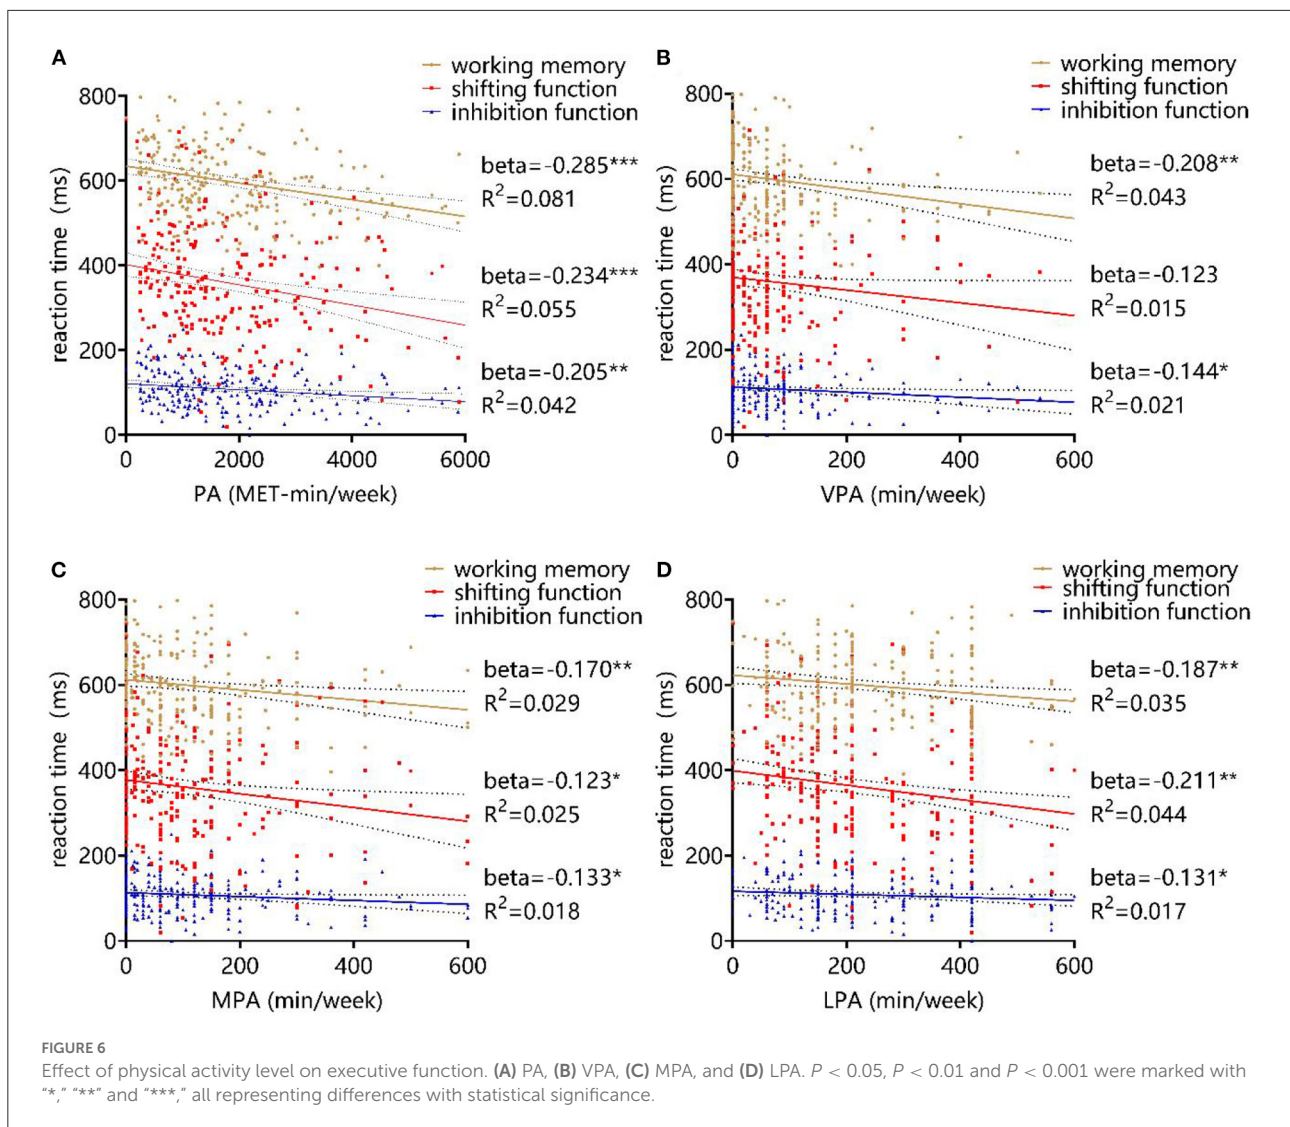 A
working memory
shifting function
inhibition function
800
600
400
200
0
reaction time (ms)
beta=-0.285***
R²=0.081
beta=-0.234***
R²=0.055
beta=-0.205**
R²=0.042
0 2000 4000 6000
PA (MET-min/week)
B
working memory
shifting function
inhibition function
800
600
400
200
0
reaction time (ms)
beta=-0.208**
R²=0.043
beta=-0.123
R²=0.015
beta=-0.144*
R²=0.021
0 200 400 600
VPA (min/week)
C
working memory
shifting function
inhibition function
800
600
400
200
0
reaction time (ms)
beta=-0.170**
R²=0.029
beta=-0.123*
R²=0.025
beta=-0.133*
R²=0.018
0 200 400 600
MPA (min/week)
D
working memory
shifting function
inhibition function
800
600
400
200
0
reaction time (ms)
beta=-0.187**
R²=0.035
beta=-0.211**
R²=0.044
beta=-0.131*
R²=0.017
0 200 400 600
LPA (min/week)
FIGURE 6
Effect of physical activity level on executive function. (A) PA, (B) VPA, (C) MPA, and (D) LPA. P < 0.05, P < 0.01 and P < 0.001 were marked with
"*," "**" and "***," all representing differences with statistical significance.